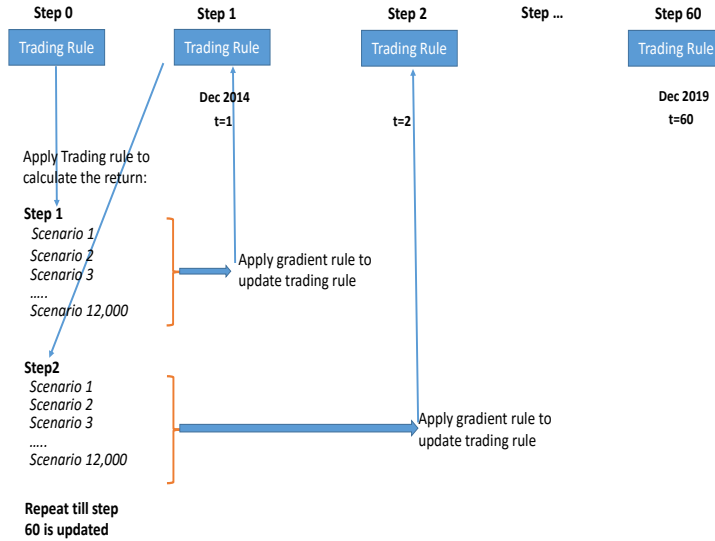 Step 0
Step 1
Step 2
Step ...
Step 60
Trading Rule
Trading Rule
Trading Rule
Trading Rule
Dec 2014
t=1
t=2
Dec 2019
t=60
Apply Trading rule to
calculate the return:
Step 1
Scenario 1
Scenario 2
Scenario 3
.....
Scenario 12,000
Apply gradient rule to
update trading rule
Step2
Scenario 1
Scenario 2
Scenario 3
.....
Scenario 12,000
Apply gradient rule to
update trading rule
Repeat till step
60 is updated